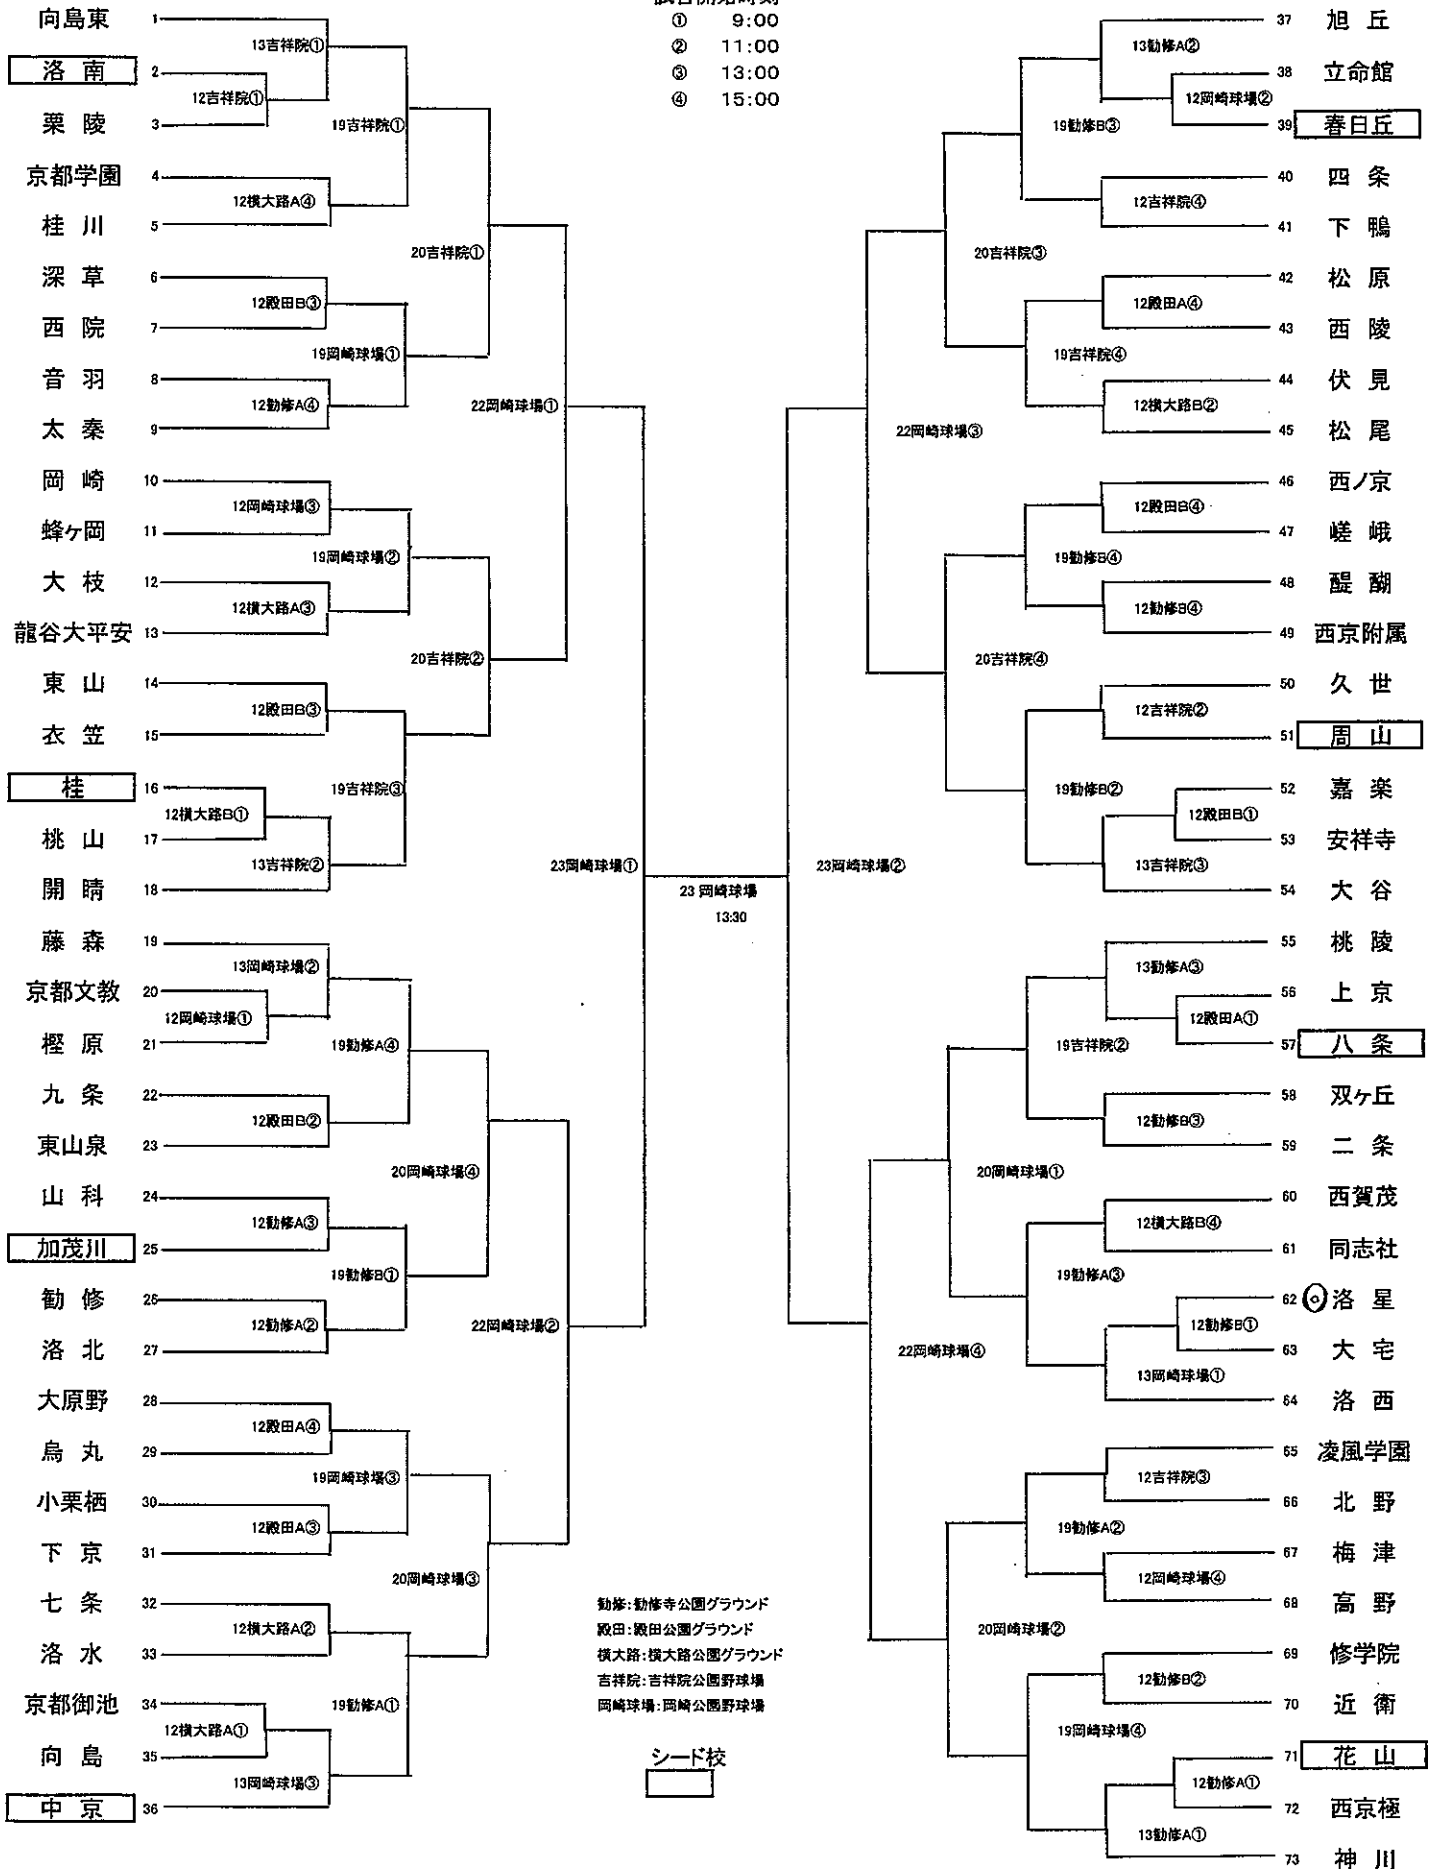 試合開始時刻
① 9:00
② 11:00
③ 13:00
④ 15:00
向島東 1
洛南 2
栗陵 3
京都学園 4
桂川 5
深草 6
西院 7
音羽 8
太秦 9
岡崎 10
蜂ヶ岡 11
大枝 12
龍谷大平安 13
東山 14
衣笠 15
桂 16
桃山 17
開晴 18
藤森 19
京都文教 20
樫原 21
九条 22
東山泉 23
山科 24
加茂川 25
勧修 26
洛北 27
大原野 28
烏丸 29
小栗栖 30
下京 31
七条 32
洛水 33
京都御池 34
向島 35
中京 36
13吉祥院①
12吉祥院①
19吉祥院①
12横大路A④
20吉祥院①
12殿田B③
19岡崎球場①
12勧修A④
22岡崎球場①
12岡崎球場③
19岡崎球場②
12横大路A③
20吉祥院②
12殿田B③
19吉祥院③
12横大路B①
13吉祥院②
23岡崎球場①
13岡崎球場②
12岡崎球場①
19勧修A④
12殿田B②
20岡崎球場④
12勧修A③
19勧修B①
12勧修A②
22岡崎球場②
12殿田A④
19岡崎球場③
12殿田A③
20岡崎球場③
12横大路A②
19勧修A①
12横大路A①
13岡崎球場③
23 岡崎球場
13:30
37 旭丘
38 立命館
39 春日丘
40 四条
41 下鴨
42 松原
43 西陵
44 伏見
45 松尾
46 西ノ京
47 嵯峨
48 醍醐
49 西京附属
50 久世
51 周山
52 嘉楽
53 安祥寺
54 大谷
55 桃陵
56 上京
57 八条
58 双ヶ丘
59 二条
60 西賀茂
61 同志社
62 洛星
63 大宅
64 洛西
65 凌風学園
66 北野
67 梅津
68 高野
69 修学院
70 近衛
71 花山
72 西京極
73 神川
13勧修A②
12岡崎球場②
19勧修B③
12吉祥院④
20吉祥院③
12殿田A④
19吉祥院④
12横大路B②
22岡崎球場③
12殿田B④
19勧修B④
12勧修B④
20吉祥院④
12吉祥院②
19勧修B②
12殿田B①
13吉祥院③
23岡崎球場②
13勧修A③
12殿田A①
19吉祥院②
12勧修B③
20岡崎球場①
12横大路B④
19勧修A③
12勧修B①
13岡崎球場①
22岡崎球場④
12吉祥院③
19勧修A②
12岡崎球場④
20岡崎球場②
12勧修B②
19岡崎球場④
12勧修A①
13勧修A①
勧修:勧修寺公園グラウンド
殿田:殿田公園グラウンド
横大路:横大路公園グラウンド
吉祥院:吉祥院公園野球場
岡崎球場:岡崎公園野球場
シード校